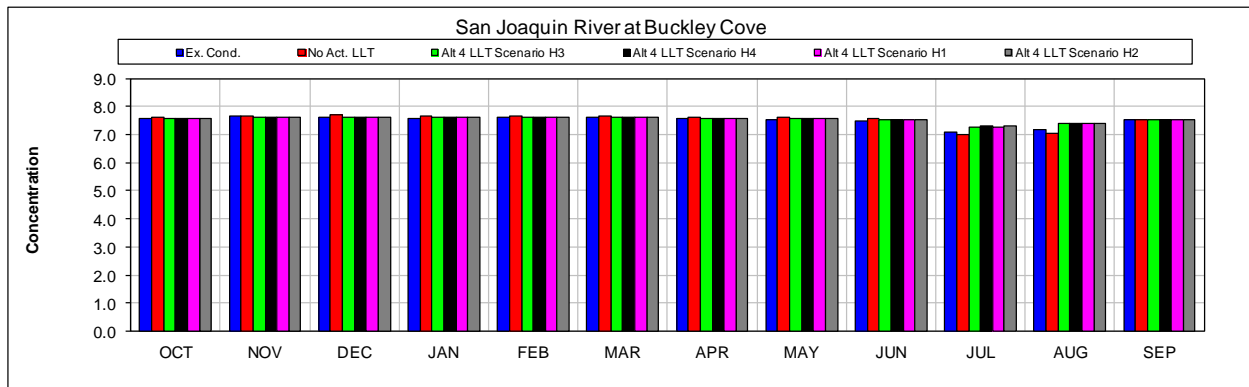 San Joaquin River at Buckley Cove
Ex. Cond. No Act. LLT Alt 4 LLT Scenario H3 Alt 4 LLT Scenario H4 Alt 4 LLT Scenario H1 Alt 4 LLT Scenario H2
Concentration
9.0
8.0
7.0
6.0
5.0
4.0
3.0
2.0
1.0
0.0
OCT NOV DEC JAN FEB MAR APR MAY JUN JUL AUG SEP